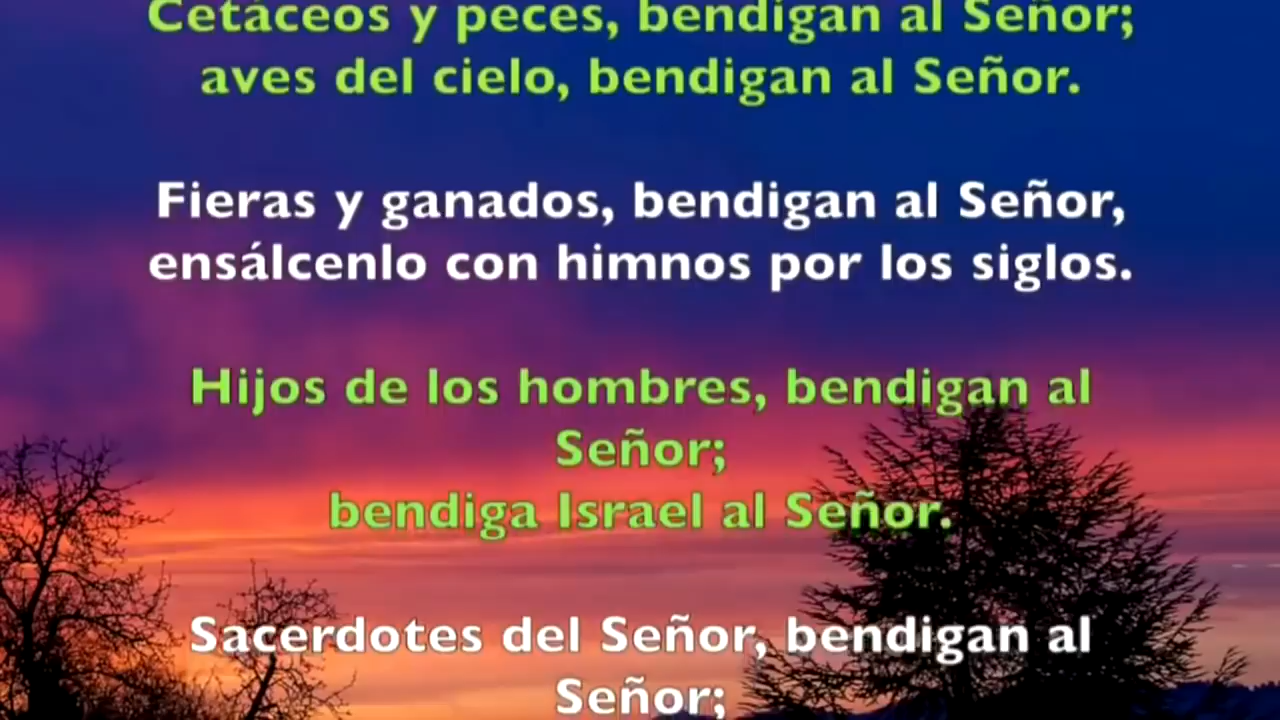 Cetáceos y peces, bendigan al Señor;
aves del cielo, bendigan al Señor.
Fieras y ganados, bendigan al Señor,
ensálcenlo con himnos por los siglos.
Hijos de los hombres, bendigan al
Señor;
bendiga Israel al Señor.
Sacerdotes del Señor, bendigan al
Señor;